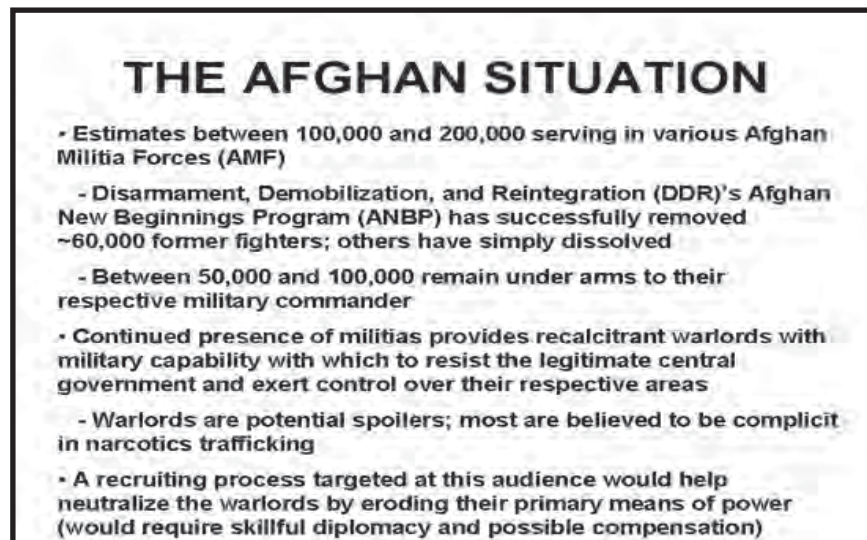 THE AFGHAN SITUATION
• Estimates between 100,000 and 200,000 serving in various Afghan
Militia Forces (AMF)
- Disarmament, Demobilization, and Reintegration (DDR)'s Afghan
New Beginnings Program (ANBP) has successfully removed
~60,000 former fighters; others have simply dissolved
- Between 50,000 and 100,000 remain under arms to their
respective military commander
• Continued presence of militias provides recalcitrant warlords with
military capability with which to resist the legitimate central
government and exert control over their respective areas
- Warlords are potential spoilers; most are believed to be complicit
in narcotics trafficking
• A recruiting process targeted at this audience would help
neutralize the warlords by eroding their primary means of power
(would require skillful diplomacy and possible compensation)